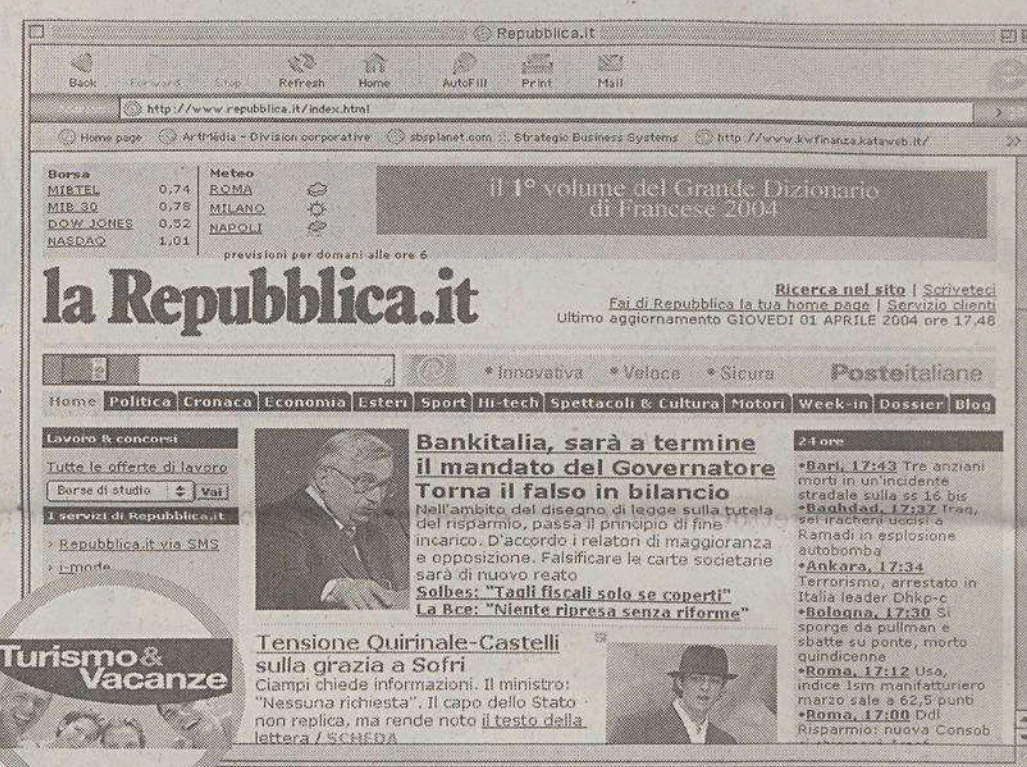 Repubblica.it
Back Forward Stop Refresh Home AutoFill Print Mail
http://www.repubblica.it/index.html
Home page ArtMédia - Division corporative sbsplanet.com :. Strategic Business Systems http://www.kwfinanza.kataweb.it/
Borsa
MIBTEL 0,74
MIB 30 0,78
DOW JONES 0,52
NASDAQ 1,01
Meteo
ROMA
MILANO
NAPOLI
previsioni per domani alle ore 6
il 1° volume del Grande Dizionario
di Francese 2004
la Repubblica.it
Ricerca nel sito | Scriveteci
Fai di Repubblica la tua home page | Servizio clienti
Ultimo aggiornamento GIOVEDI 01 APRILE 2004 ore 17.48
• Innovativa • Veloce • Sicura Posteitaliane
Home Politica Cronaca Economia Esteri Sport Hi-tech Spettacoli & Cultura Motori Week-in Dossier Blog
Lavoro & concorsi
Tutte le offerte di lavoro
Borse di studio Vai
I servizi di Repubblica.it
› Repubblica.it via SMS
› i-mode
Turismo&
Vacanze
Bankitalia, sarà a termine
il mandato del Governatore
Torna il falso in bilancio
Nell'ambito del disegno di legge sulla tutela
del risparmio, passa il principio di fine
incarico. D'accordo i relatori di maggioranza
e opposizione. Falsificare le carte societarie
sarà di nuovo reato
Solbes: "Tagli fiscali solo se coperti"
La Bce: "Niente ripresa senza riforme"
Tensione Quirinale-Castelli
sulla grazia a Sofri
Ciampi chiede informazioni. Il ministro:
"Nessuna richiesta". Il capo dello Stato
non replica, ma rende noto il testo della
lettera / SCHEDA
24 ore
•Bari, 17:43 Tre anziani
morti in un'incidente
stradale sulla ss 16 bis
•Baghdad, 17:37 Iraq,
sei iracheni uccisi a
Ramadi in esplosione
autobomba
•Ankara, 17:34
Terrorismo, arrestato in
Italia leader Dhkp-c
•Bologna, 17:30 Si
sporge da pullman e
sbatte su ponte, morto
quindicenne
•Roma, 17:12 Usa,
indice Ism manifatturiero
marzo sale a 62,5 punti
•Roma, 17:00 Ddl
Risparmio: nuova Consob